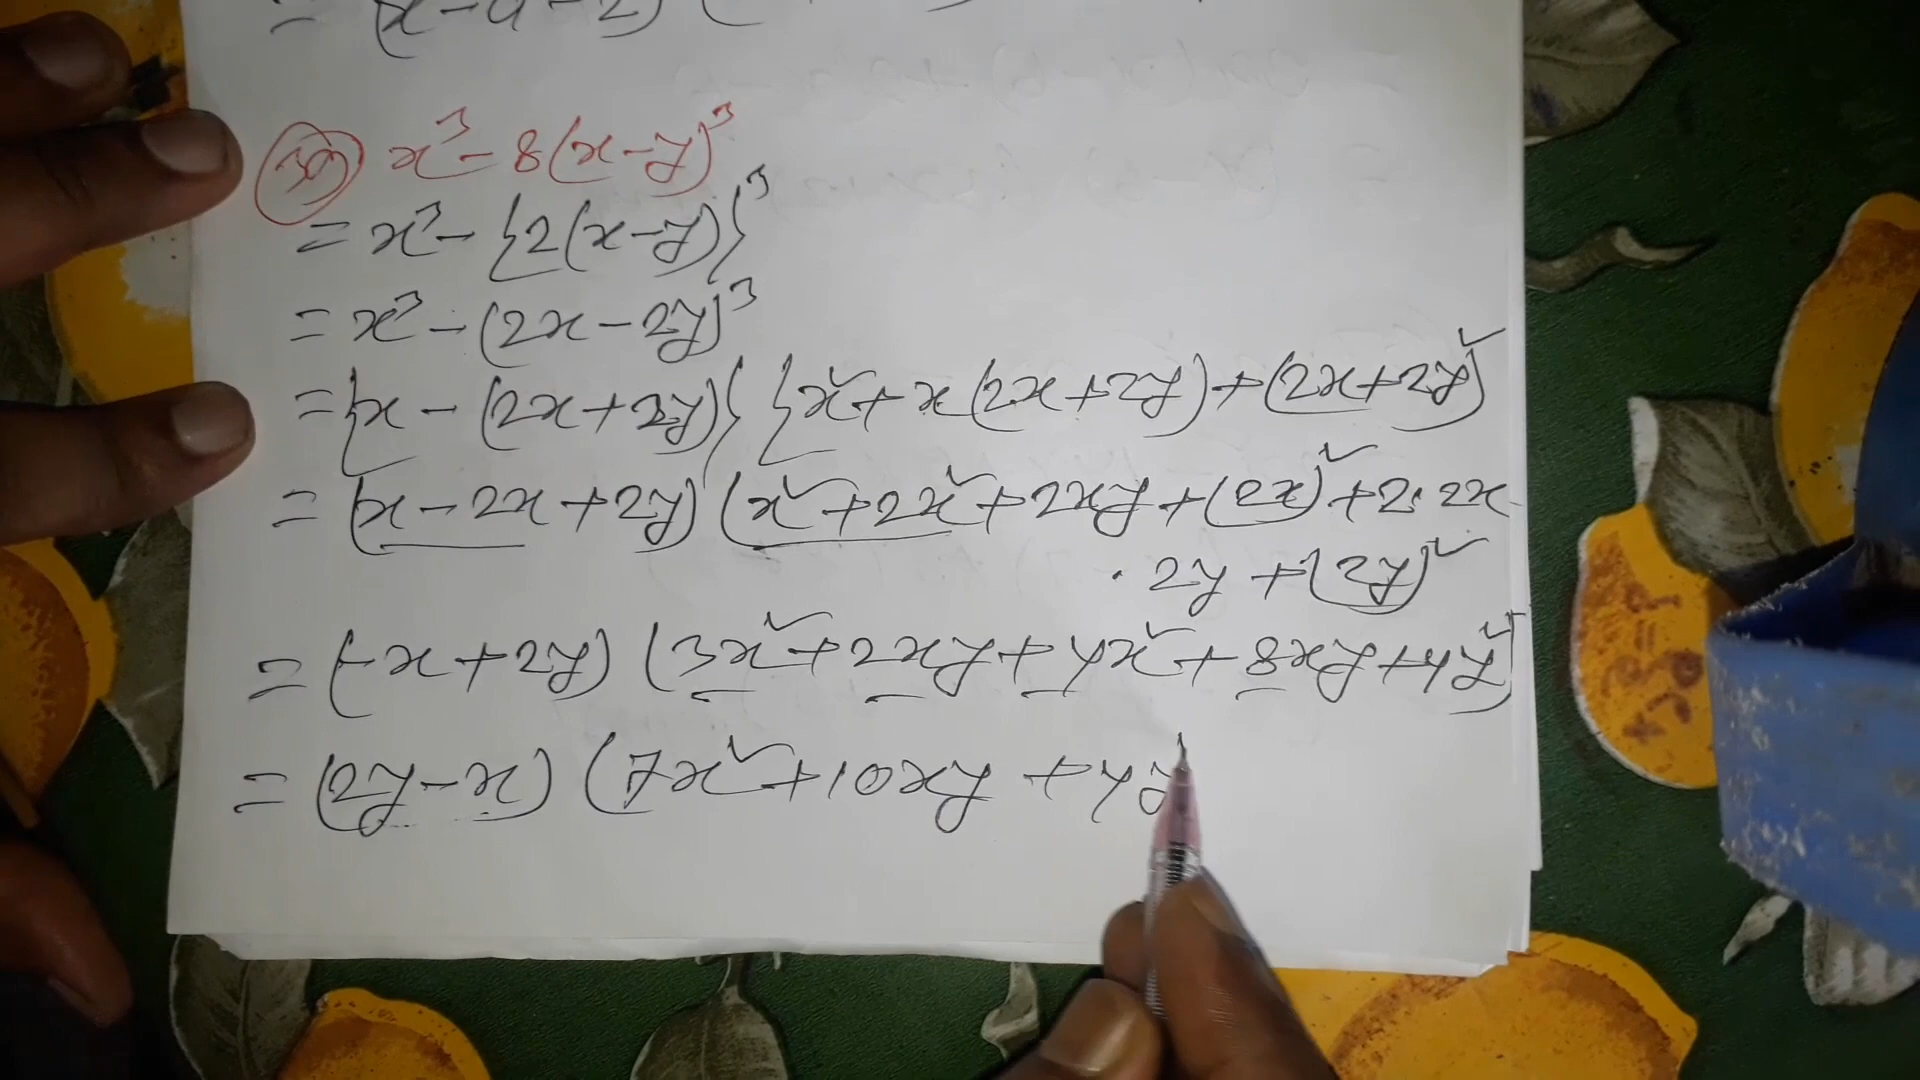 = (x-y-2) (
(30) x³-8(x-y)³
= x³-{2(x-y)}³
= x³-(2x-2y)³
= {x-(2x+2y)} {x²+x(2x+2y)+(2x+2y)²
= (x-2x+2y) (x²+2x²+2xy+(2x)²+2.2x
.2y+(2y)²
= (-x+2y) (3x²+2xy+4x²+8xy+4y²)
= (2y-x) (7x²+10xy+4y